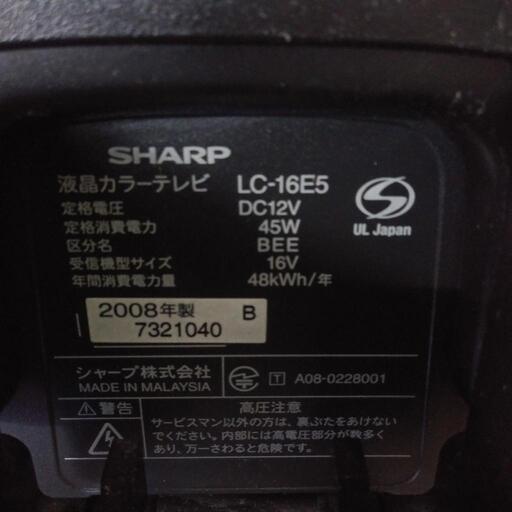 SHARP
液晶カラーテレビ LC-16E5
定格電圧 DC12V
定格消費電力 45W
区分名 BEE
受信機型サイズ 16V
年間消費電力量 48kWh/年
UL Japan
2008年製 B
7321040
シャープ株式会社
MADE IN MALAYSIA
T A08-0228001
警告
高圧注意
サービスマン以外の方は、裏ぶたをあけない
でください。内部には高電圧部分が数多く
あり、万一さわると危険です。